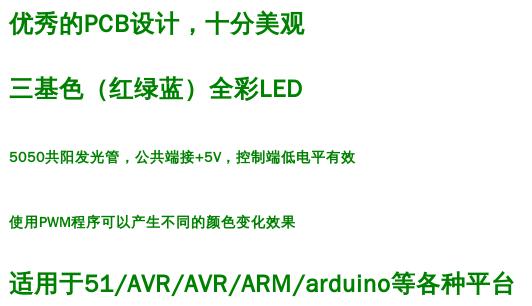 优秀的PCB设计，十分美观
三基色（红绿蓝）全彩LED
5050共阳发光管，公共端接+5V，控制端低电平有效
使用PWM程序可以产生不同的颜色变化效果
适用于51/AVR/AVR/ARM/arduino等各种平台